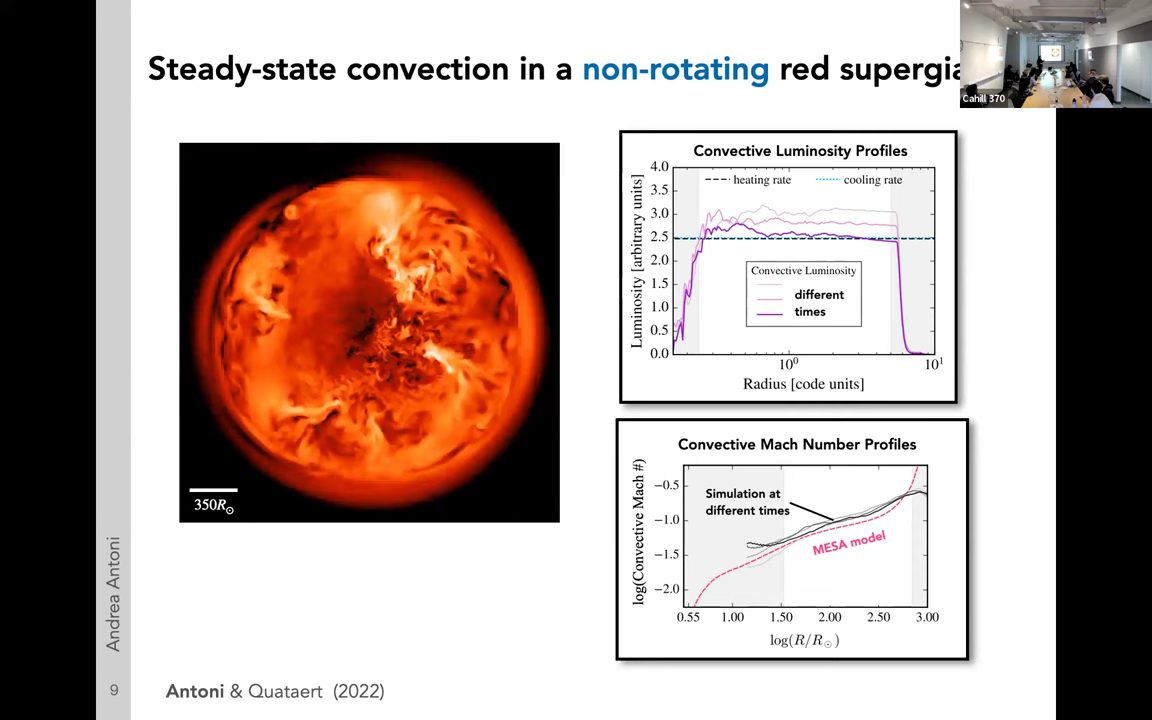 Steady-state convection in a non-rotating red supergia
Cahill 370
350R☉
Convective Luminosity Profiles
Luminosity [arbitrary units]
4.0
3.5
3.0
2.5
2.0
1.5
1.0
0.5
0.0
heating rate
cooling rate
Convective Luminosity
different
times
10⁰
10¹
Radius [code units]
Convective Mach Number Profiles
log(Convective Mach #)
−0.5
−1.0
−1.5
−2.0
Simulation at
different times
MESA model
0.55 1.00 1.50 2.00 2.50 3.00
log(R/R☉)
Andrea Antoni
9
Antoni & Quataert (2022)